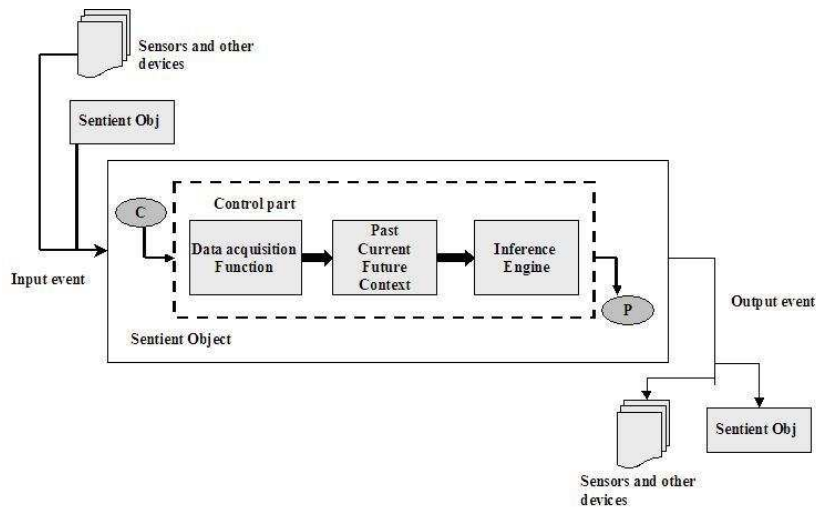 Sensors and other
devices
Sentient Obj
C
Control part
Data acquisition
Function
Past
Current
Future
Context
Inference
Engine
Input event
P
Output event
Sentient Object
Sentient Obj
Sensors and other
devices